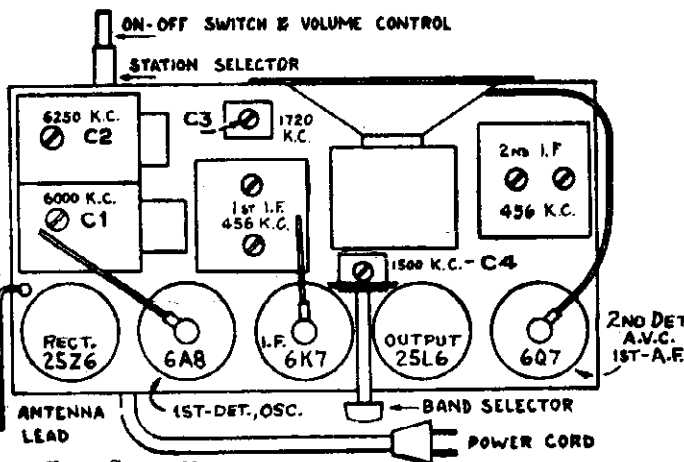 ON-OFF SWITCH & VOLUME CONTROL
STATION SELECTOR
6250 K.C.
C2
C3
1720
K.C.
2ND I.F
456 K.C.
6000 K.C.
C1
1ST I.F.
456 K.C.
1500 K.C.-C4
RECT.
25Z6
6A8
I.F.
6K7
OUTPUT
25L6
6Q7
2ND DET.
A.V.C.
1ST-A.F.
ANTENNA
LEAD
1ST-DET., OSC.
BAND SELECTOR
POWER CORD